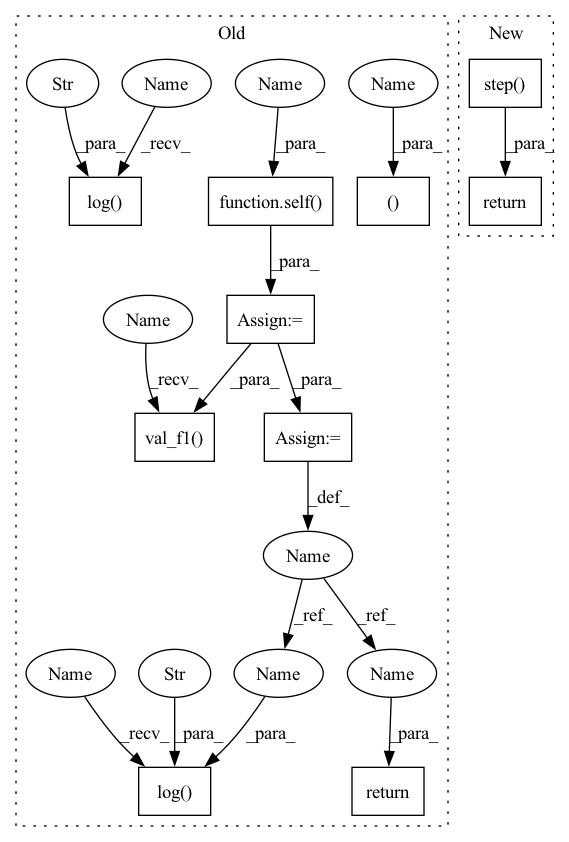 Old
New
Str
Name
Name
Name
step()
_para_
_recv_
_para_
_para_
_para_
log()
function.self()
()
return
_para_
Name
Assign:=
_recv_
_para_
_para_
val_f1()
Assign:=
_def_
Name
_ref_
_ref_
Name
Str
Name
Name
_recv_
_para_
_para_
_para_
log()
return